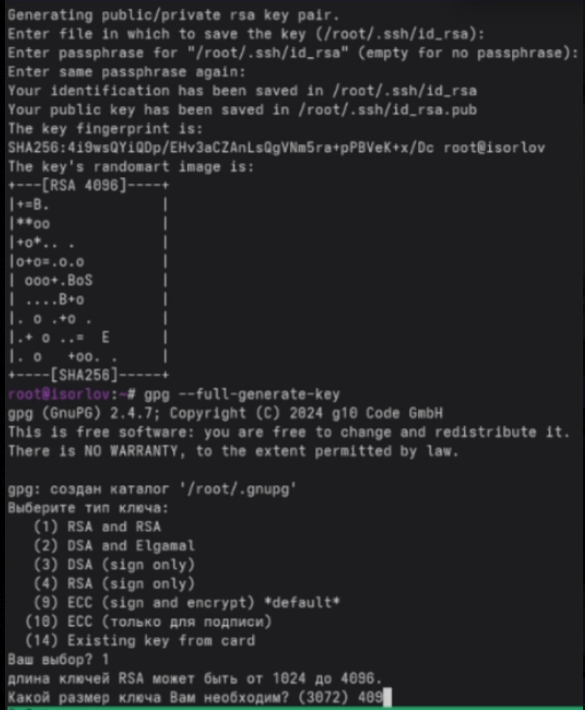 Generating public/private rsa key pair.
Enter file in which to save the key (/root/.ssh/id_rsa):
Enter passphrase for "/root/.ssh/id_rsa" (empty for no passphrase):
Enter same passphrase again:
Your identification has been saved in /root/.ssh/id_rsa
Your public key has been saved in /root/.ssh/id_rsa.pub
The key fingerprint is:
SHA256:4i9wsQYiQDp/EHv3aCZAnLsQgVNm5ra+pPBVeK+x/Dc root@isorlov
The key's randomart image is:
+---[RSA 4096]----+
|+=B.             |
|**oo             |
|+o*.. .          |
|o+o=.o.o         |
| ooo+.BoS        |
| ....B+o         |
|. o .+o .        |
|.+ o ..=  E      |
|. o   +oo. .     |
+----[SHA256]-----+
root@isorlov:~# gpg --full-generate-key
gpg (GnuPG) 2.4.7; Copyright (C) 2024 g10 Code GmbH
This is free software: you are free to change and redistribute it.
There is NO WARRANTY, to the extent permitted by law.
gpg: создан каталог '/root/.gnupg'
Выберите тип ключа:
(1) RSA and RSA
(2) DSA and Elgamal
(3) DSA (sign only)
(4) RSA (sign only)
(9) ECC (sign and encrypt) *default*
(10) ECC (только для подписи)
(14) Existing key from card
Ваш выбор? 1
длина ключей RSA может быть от 1024 до 4096.
Какой размер ключа Вам необходим? (3072) 409